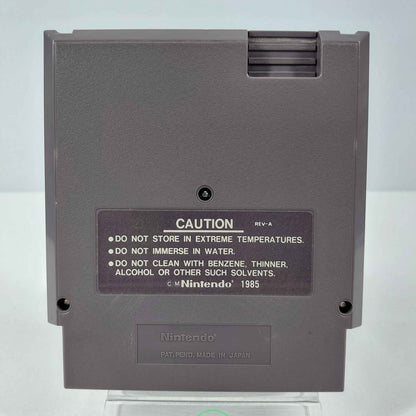 CAUTION REV-A
●DO NOT STORE IN EXTREME TEMPERATURES.
●DO NOT IMMERSE IN WATER.
●DO NOT CLEAN WITH BENZENE, THINNER,
ALCOHOL OR OTHER SUCH SOLVENTS.
C M Nintendo 1985
Nintendo
PAT. PEND. MADE IN JAPAN